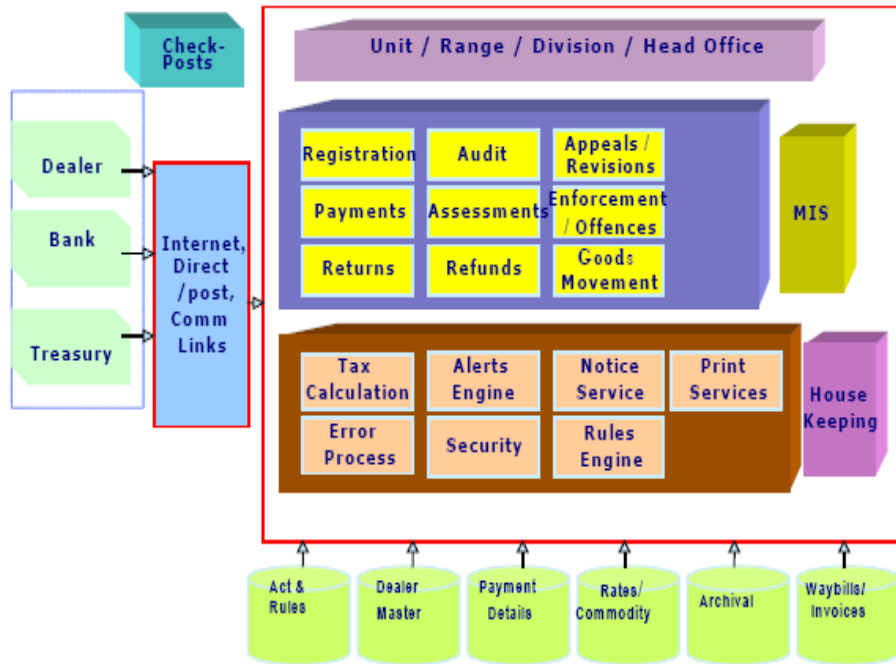 Check-
Posts
Unit / Range / Division / Head Office
Dealer
Bank
Treasury
Internet,
Direct
/post,
Comm
Links
Registration
Audit
Appeals /
Revisions
Payments
Assessments
Enforcement
/ Offences
Returns
Refunds
Goods
Movement
MIS
Tax
Calculation
Alerts
Engine
Notice
Service
Print
Services
Error
Process
Security
Rules
Engine
House
Keeping
Act &
Rules
Dealer
Master
Payment
Details
Rates/
Commodity
Archival
Waybills/
Invoices